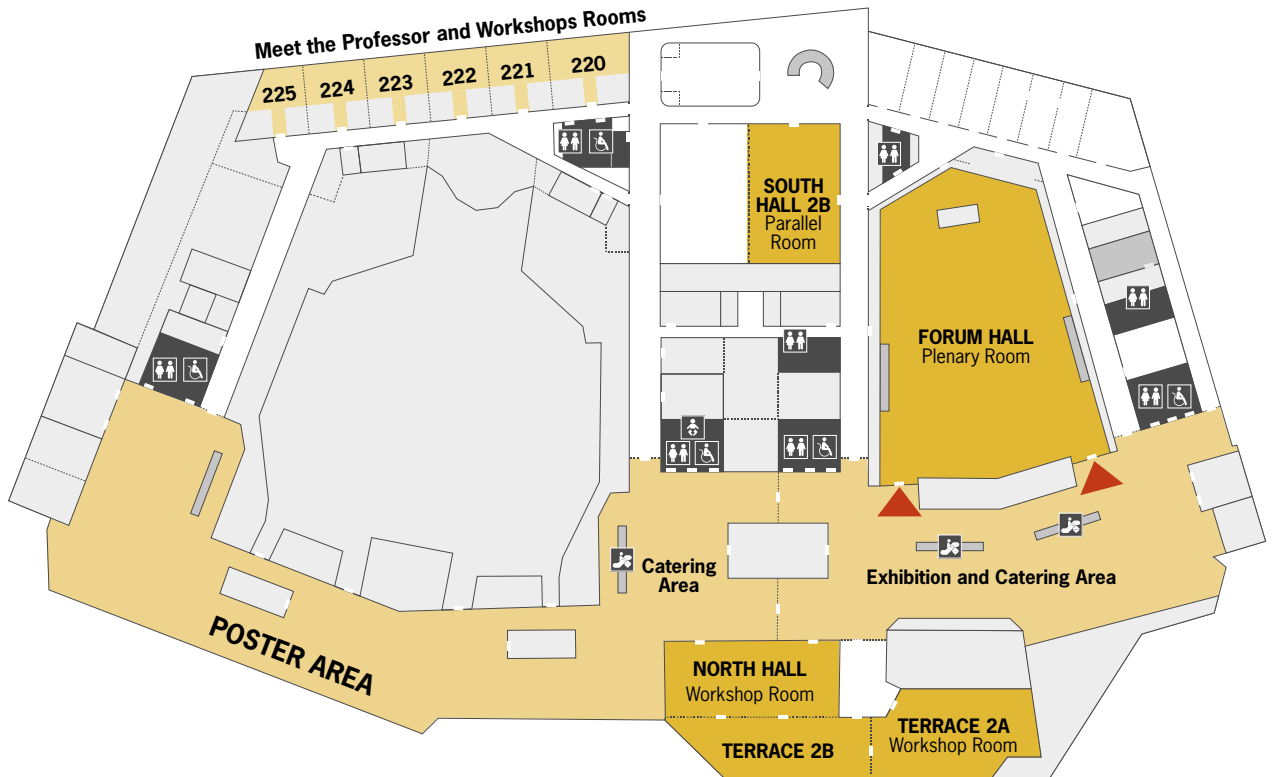 Meet the Professor and Workshops Rooms
225
224
223
222
221
220
SOUTH
HALL 2B
Parallel
Room
FORUM HALL
Plenary Room
Catering
Area
Exhibition and Catering Area
POSTER AREA
NORTH HALL
Workshop Room
TERRACE 2B
TERRACE 2A
Workshop Room